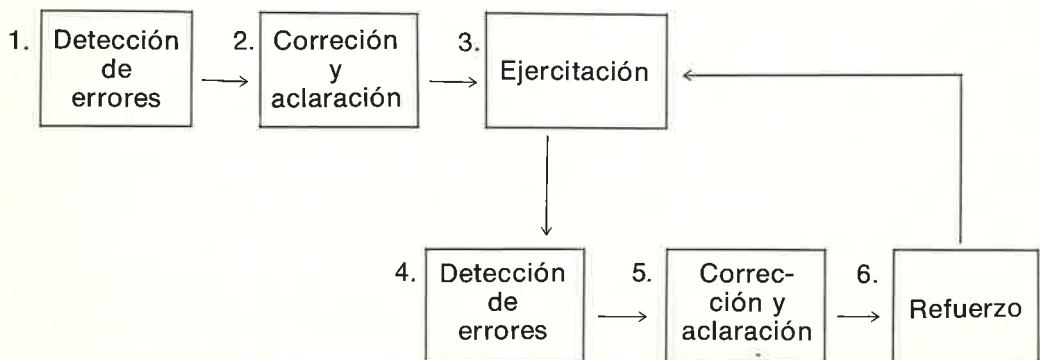 1.
Detección
de
errores
2.
Correción
y
aclaración
3.
Ejercitación
4.
Detección
de
errores
5.
Correc-
ción y
aclaración
6.
Refuerzo